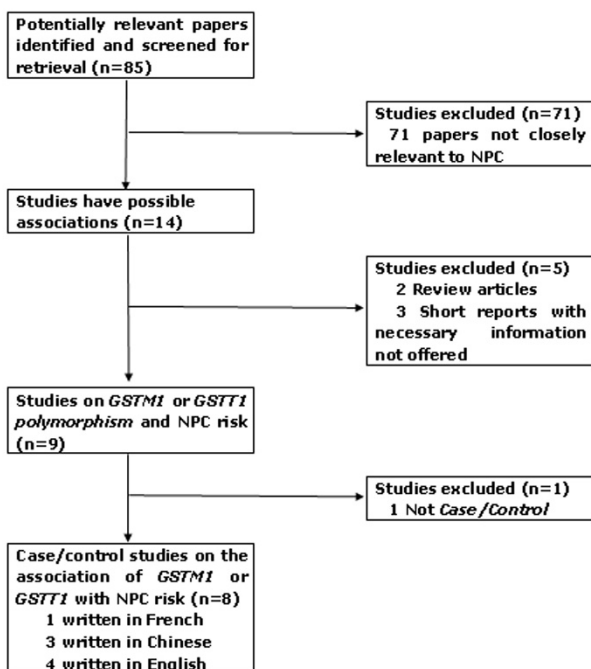 Potentially relevant papers
identified and screened for
retrieval (n=85)
Studies excluded (n=71)
71 papers not closely
relevant to NPC
Studies have possible
associations (n=14)
Studies excluded (n=5)
2 Review articles
3 Short reports with
necessary information
not offered
Studies on GSTM1 or GSTT1
polymorphism and NPC risk
(n=9)
Studies excluded (n=1)
1 Not Case/Control
Case/control studies on the
association of GSTM1 or
GSTT1 with NPC risk (n=8)
1 written in French
3 written in Chinese
4 written in English